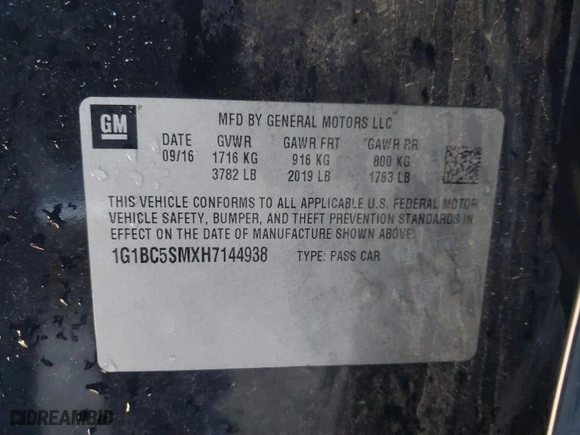 GM
MFD BY GENERAL MOTORS LLC
DATE GVWR GAWR FRT GAWR RR
09/16 1716 KG 916 KG 800 KG
3782 LB 2019 LB 1763 LB
THIS VEHICLE CONFORMS TO ALL APPLICABLE U.S. FEDERAL MOTOR
VEHICLE SAFETY, BUMPER, AND THEFT PREVENTION STANDARDS IN
EFFECT ON THE DATE OF MANUFACTURE SHOWN ABOVE.
1G1BC5SMXH7144938 TYPE: PASS CAR
DREAMBID